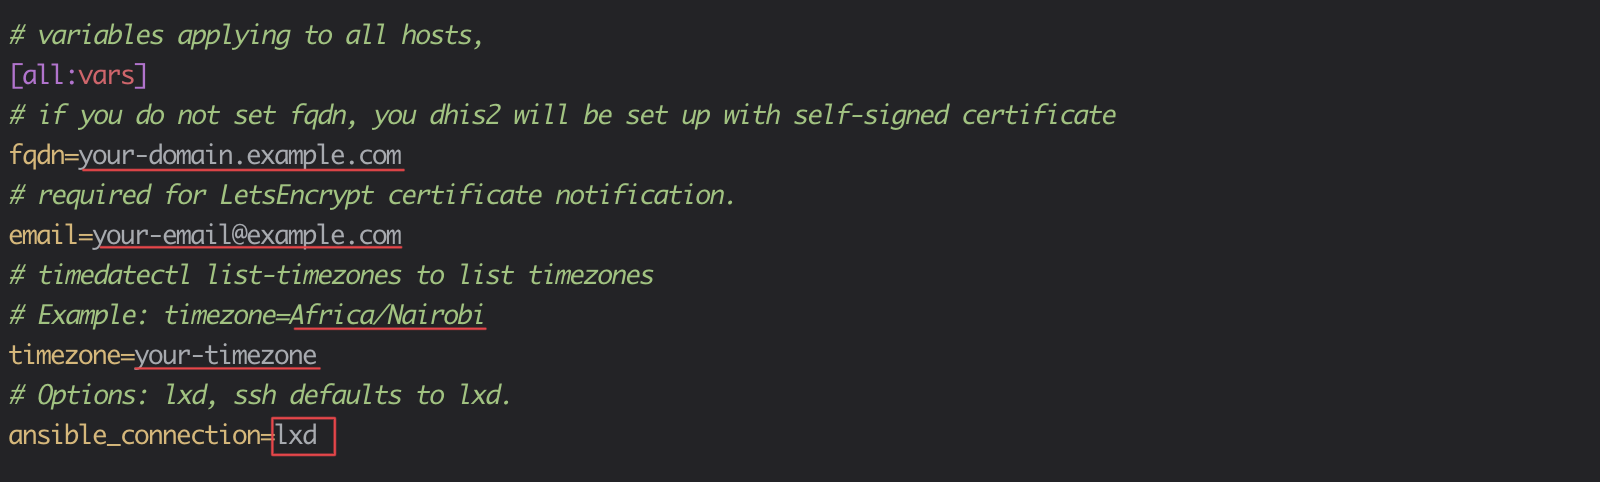 # variables applying to all hosts,
[all:vars]
# if you do not set fqdn, you dhis2 will be set up with self-signed certificate
fqdn=your-domain.example.com
# required for LetsEncrypt certificate notification.
email=your-email@example.com
# timedatectl list-timezones to list timezones
# Example: timezone=Africa/Nairobi
timezone=your-timezone
# Options: lxd, ssh defaults to lxd.
ansible_connection=lxd